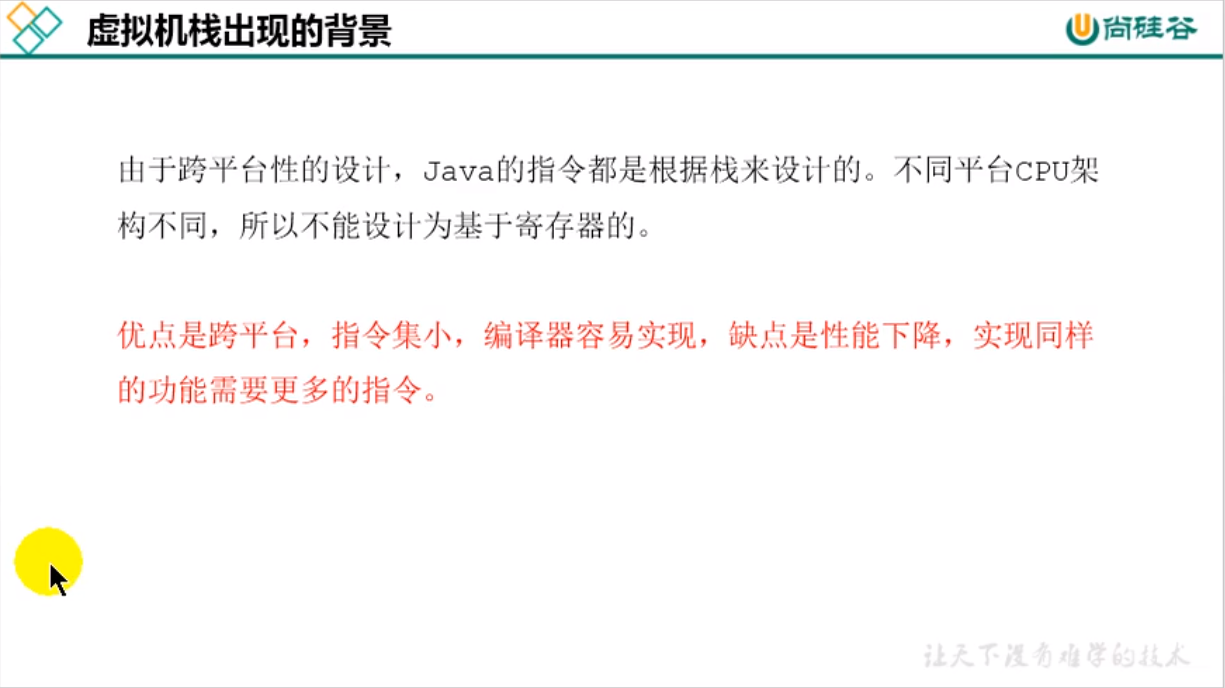 虚拟机栈出现的背景
尚硅谷
由于跨平台性的设计，Java的指令都是根据栈来设计的。不同平台CPU架
构不同，所以不能设计为基于寄存器的。
优点是跨平台，指令集小，编译器容易实现，缺点是性能下降，实现同样
的功能需要更多的指令。
让天下没有难学的技术